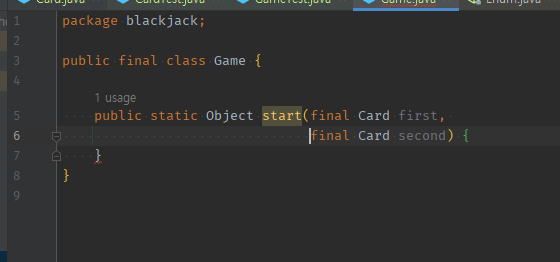 Card.java CardTest.java GameTest.java Game.java Enum.java
1 package blackjack;
2
3 public final class Game {
4
1 usage
5 public static Object start(final Card first,
6 final Card second) {
7 }
8 }
9